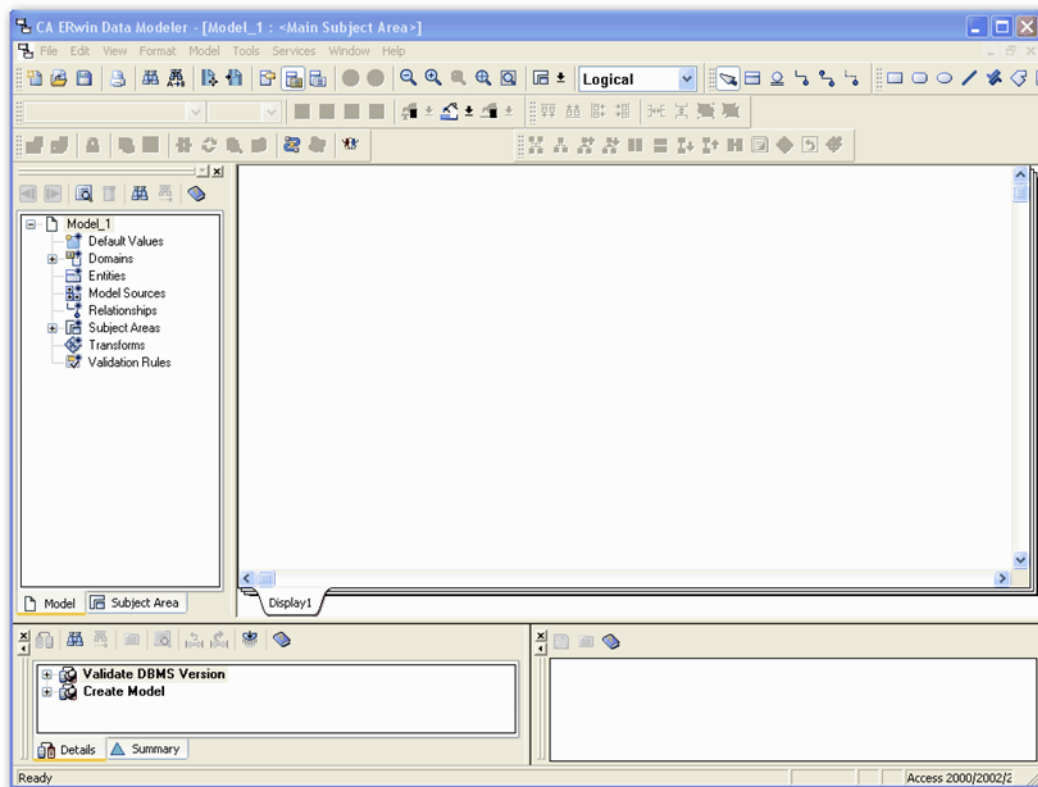 CA ERwin Data Modeler - [Model_1 : <Main Subject Area>]
File Edit View Format Model Tools Services Window Help
Logical
Model_1
Default Values
Domains
Entities
Model Sources
Relationships
Subject Areas
Transforms
Validation Rules
Model Subject Area
Display1
Validate DBMS Version
Create Model
Details Summary
Ready Access 2000/2002/2